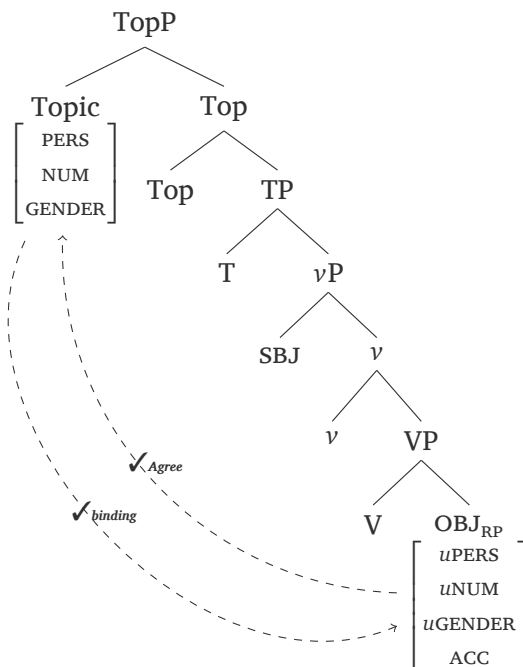 TopP
Topic Top
PERS
NUM
GENDER
Top TP
T vP
SBJ v
v VP
✓Agree
✓binding
V OBJRP
uPERS
uNUM
uGENDER
ACC